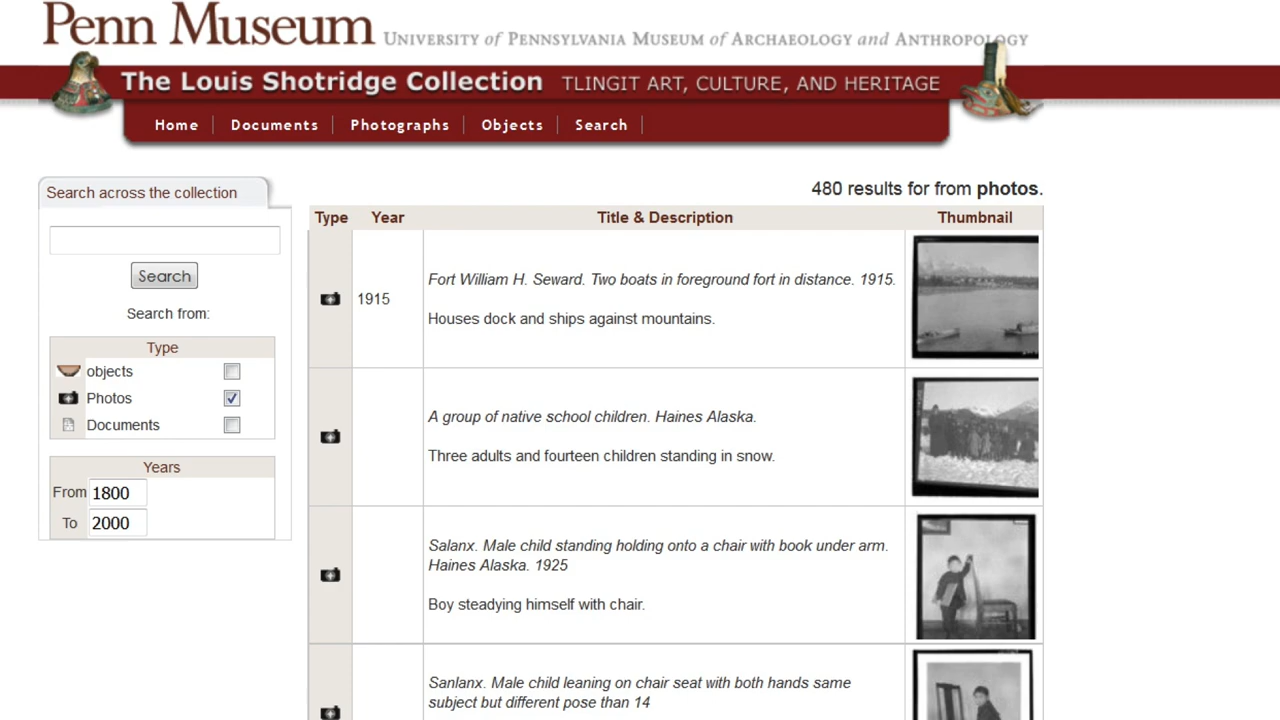 Penn Museum UNIVERSITY of PENNSYLVANIA MUSEUM of ARCHAEOLOGY and ANTHROPOLOGY
The Louis Shotridge Collection TLINGIT ART, CULTURE, AND HERITAGE
Home Documents Photographs Objects Search
Search across the collection
Search
Search from:
Type
objects
Photos
Documents
Years
From 1800
To 2000
480 results for from photos.
Type Year Title & Description Thumbnail
1915
Fort William H. Seward. Two boats in foreground fort in distance. 1915.
Houses dock and ships against mountains.
A group of native school children. Haines Alaska.
Three adults and fourteen children standing in snow.
Salanx. Male child standing holding onto a chair with book under arm.
Haines Alaska. 1925
Boy steadying himself with chair.
Sanlanx. Male child leaning on chair seat with both hands same
subject but different pose than 14